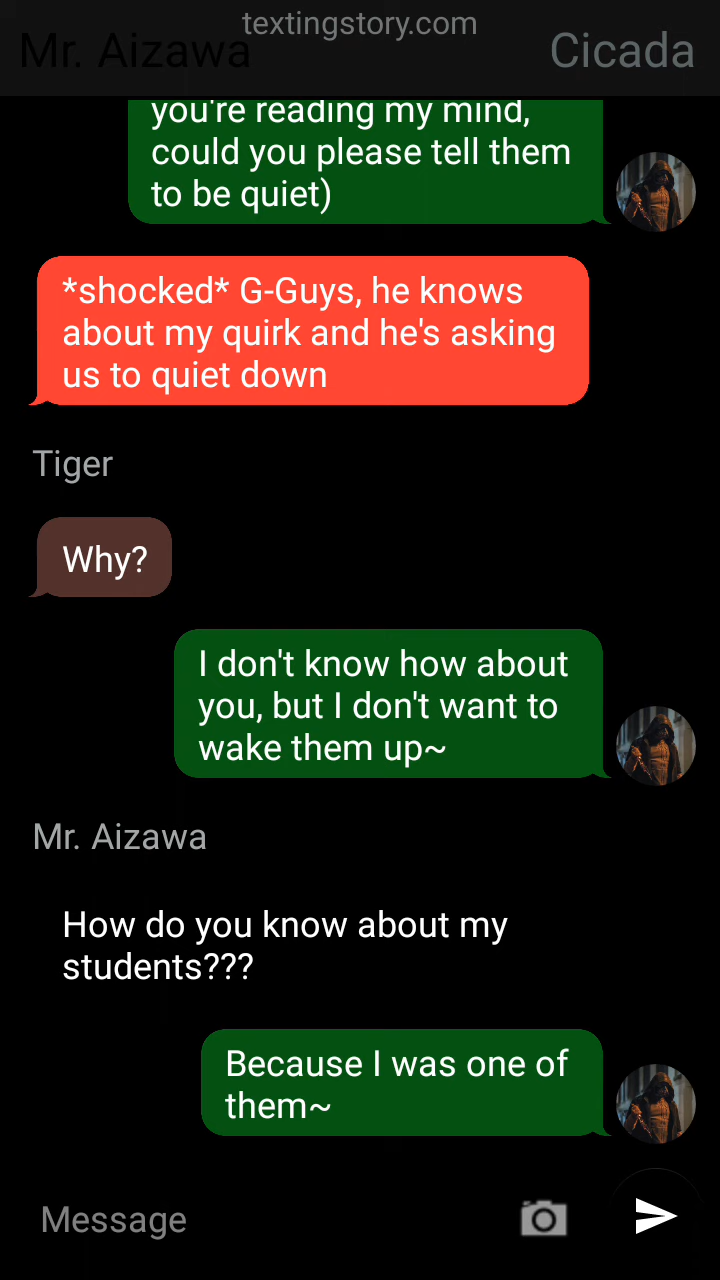 textingstory.com
Mr. Aizawa
Cicada
you're reading my mind,
could you please tell them
to be quiet)
*shocked* G-Guys, he knows
about my quirk and he's asking
us to quiet down
Tiger
Why?
I don't know how about
you, but I don't want to
wake them up~
Mr. Aizawa
How do you know about my
students???
Because I was one of
them~
Message